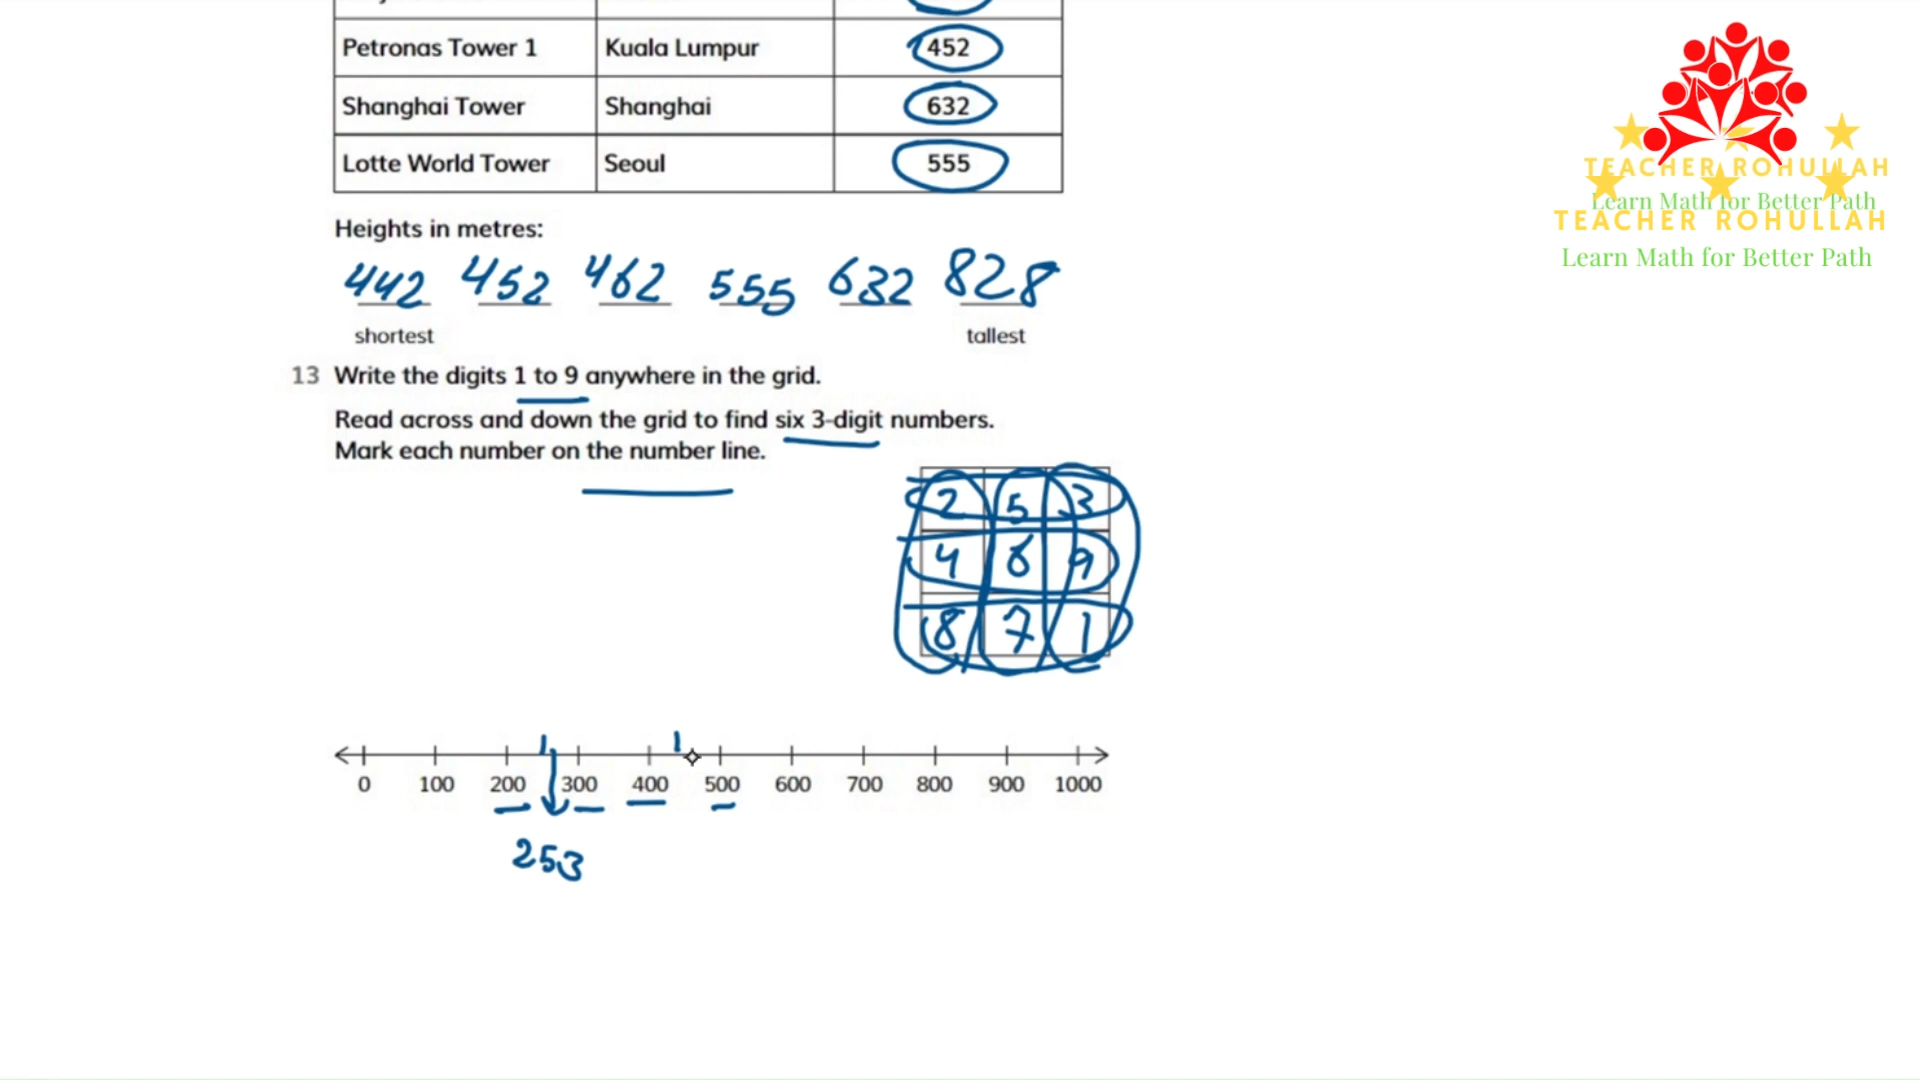 Petronas Tower 1 Kuala Lumpur 452
Shanghai Tower Shanghai 632
Lotte World Tower Seoul 555
Heights in metres:
442 452 462 555 632 828
shortest tallest
13 Write the digits 1 to 9 anywhere in the grid.
Read across and down the grid to find six 3-digit numbers.
Mark each number on the number line.
2 5 3
4 6 9
8 7 1
0 100 200 300 400 500 600 700 800 900 1000
253
TEACHER ROHULLAH
Learn Math for Better Path
TEACHER ROHULLAH
Learn Math for Better Path